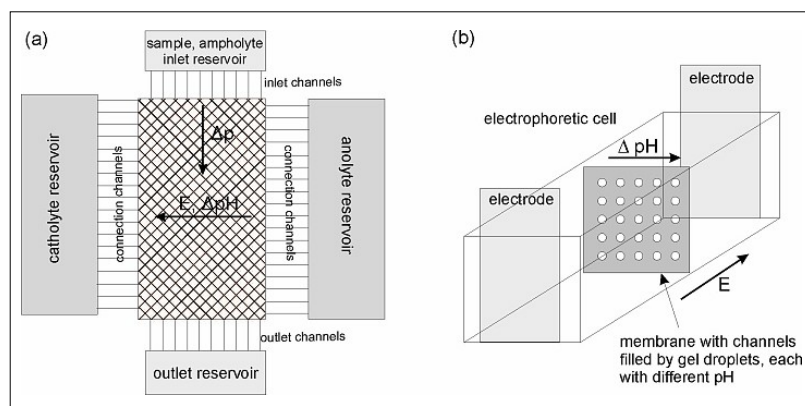 (a)
sample, ampholyte
inlet reservoir
inlet channels
Δp
E, ΔpH
catholyte reservoir
connection channels
connection channels
anolyte reservoir
outlet channels
outlet reservoir
(b)
electrode
electrophoretic cell
Δ pH
electrode
E
membrane with channels
filled by gel droplets, each
with different pH